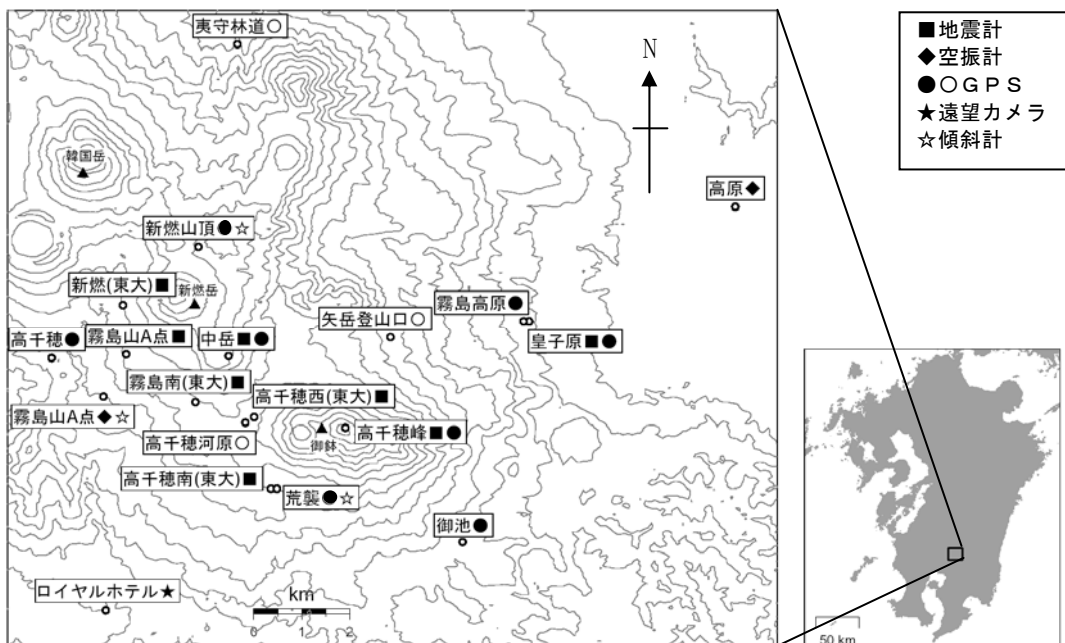 夷守林道○
N
■地震計
◆空振計
●○ＧＰＳ
★遠望カメラ
☆傾斜計
韓国岳
高原◆
新燃山頂●☆
新燃(東大)■
新燃岳
霧島高原●
矢岳登山口○
皇子原■●
高千穂●
霧島山A点■
中岳■●
霧島南(東大)■
高千穂西(東大)■
霧島山A点◆☆
高千穂河原○
御鉢
高千穂峰■●
高千穂南(東大)■
荒襲●☆
御池●
ロイヤルホテル★
km
0 1 2
50 km